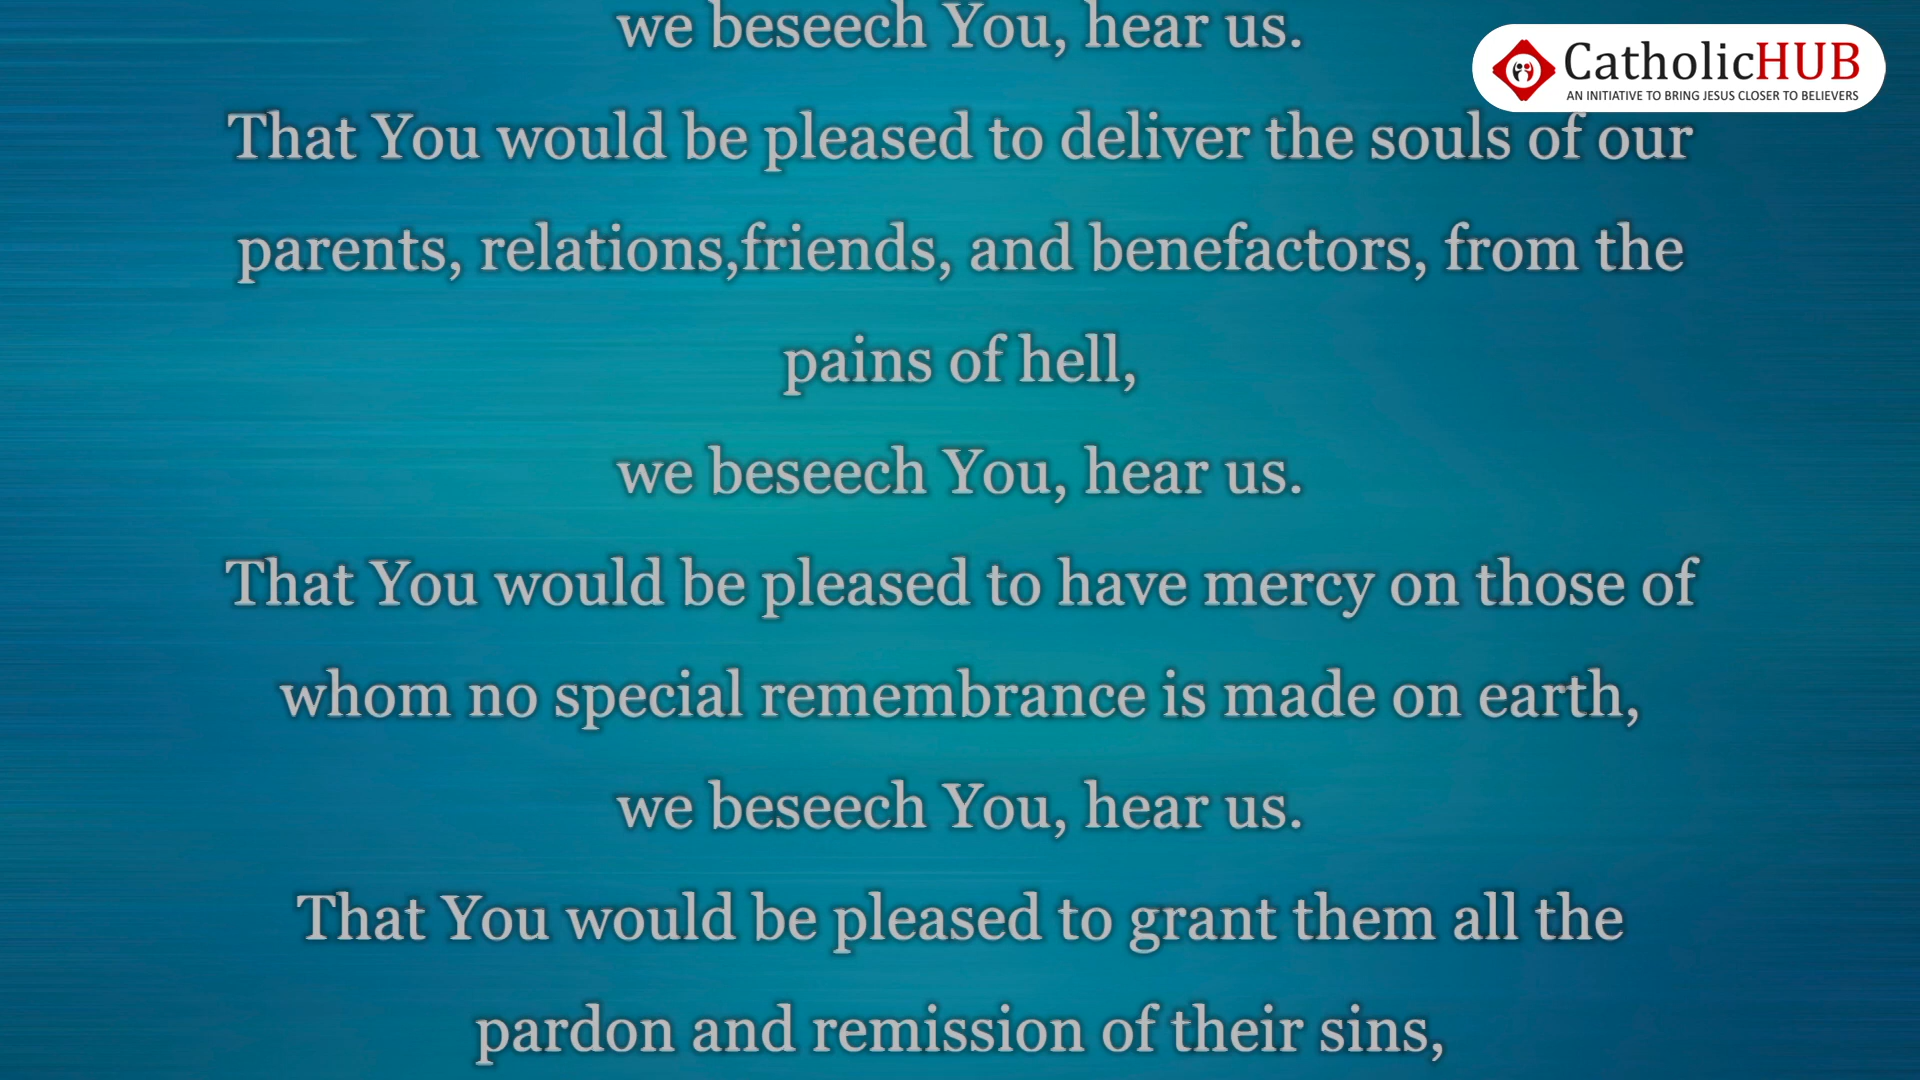 we beseech You, hear us.
CatholicHUB
AN INITIATIVE TO BRING JESUS CLOSER TO BELIEVERS
That You would be pleased to deliver the souls of our
parents, relations,friends, and benefactors, from the
pains of hell,
we beseech You, hear us.
That You would be pleased to have mercy on those of
whom no special remembrance is made on earth,
we beseech You, hear us.
That You would be pleased to grant them all the
pardon and remission of their sins,